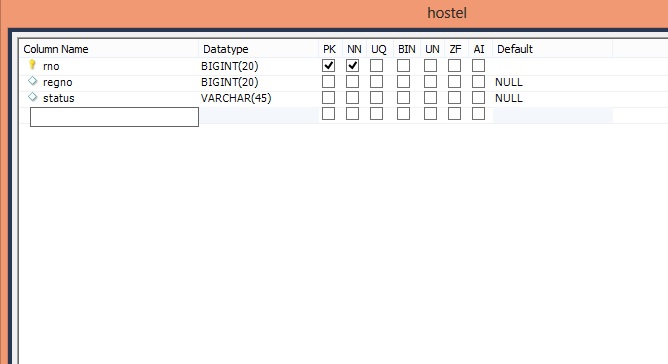 hostel
Column Name Datatype PK NN UQ BIN UN ZF AI Default
rno BIGINT(20)
regno BIGINT(20) NULL
status VARCHAR(45) NULL